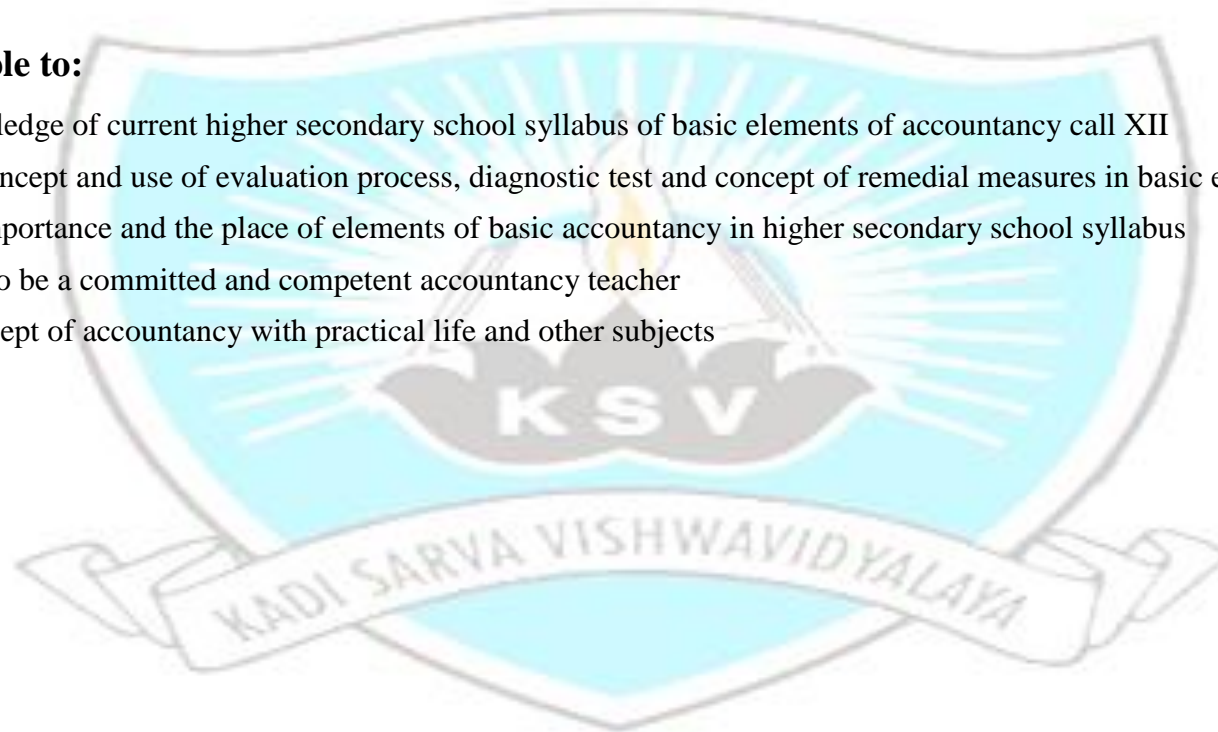 ble to:
ledge of current higher secondary school syllabus of basic elements of accountancy call XII
ncept and use of evaluation process, diagnostic test and concept of remedial measures in basic e
portance and the place of elements of basic accountancy in higher secondary school syllabus
o be a committed and competent accountancy teacher
ept of accountancy with practical life and other subjects
KSV
KADI SARVA VISHWAVIDYALAYA